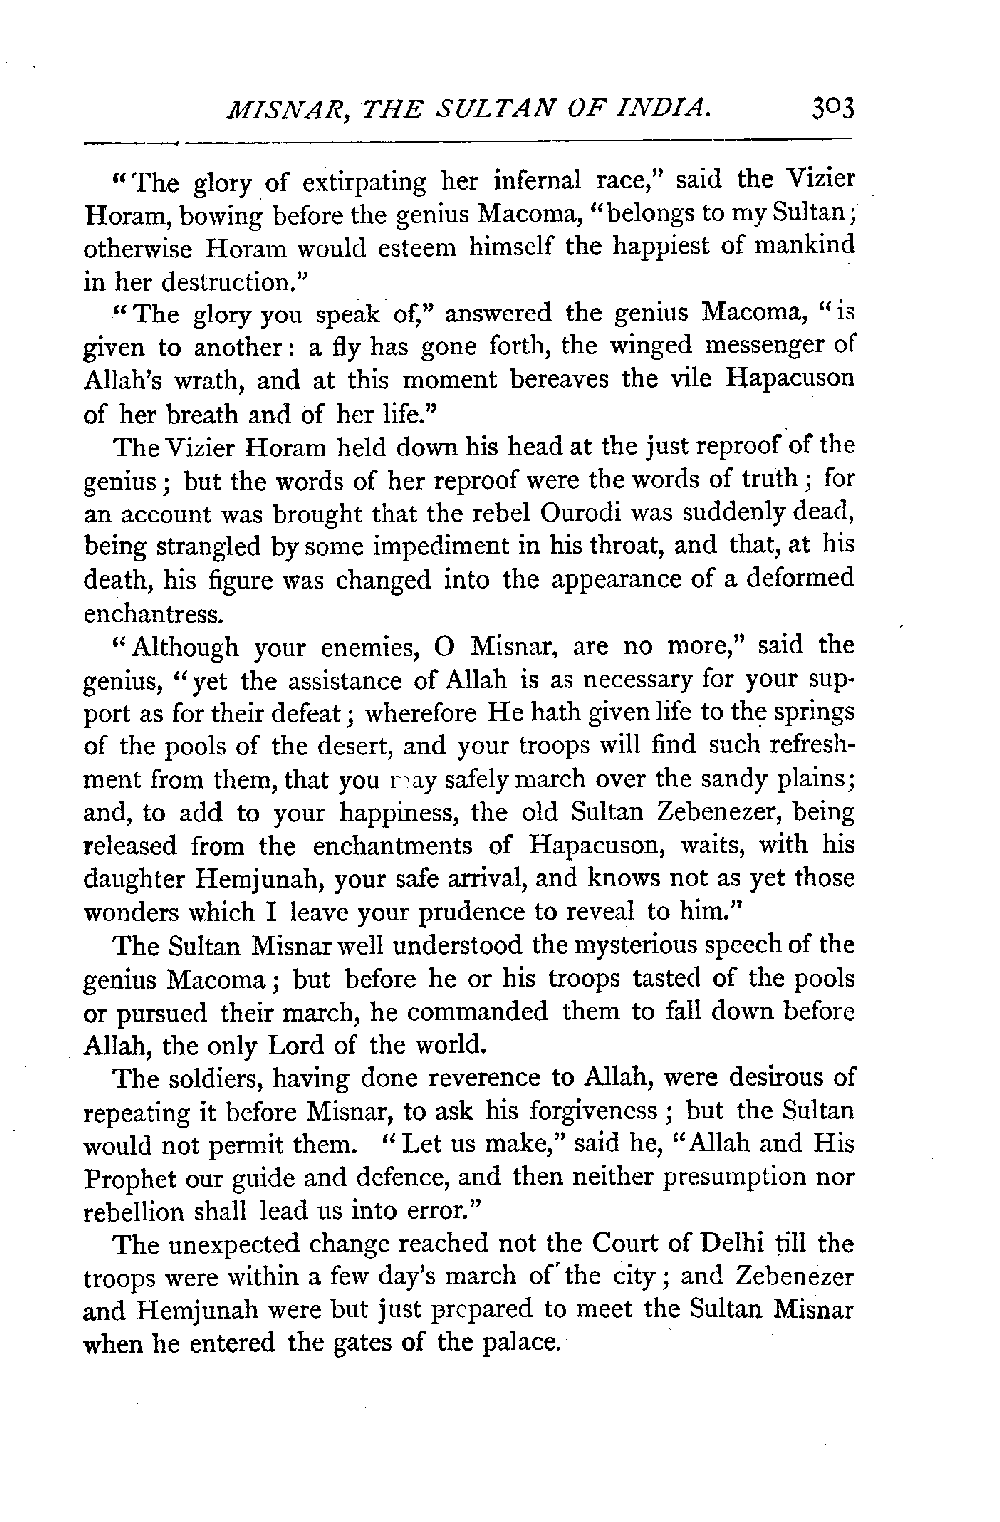 MISNAR, THE SULTAN OF INDIA. 303
"The glory of extirpating her infernal race," said the Vizier
Horam, bowing before the genius Macoma, "belongs to my Sultan;
otherwise Horam would esteem himself the happiest of mankind
in her destruction."
"The glory you speak of," answered the genius Macoma, "is
given to another: a fly has gone forth, the winged messenger of
Allah's wrath, and at this moment bereaves the vile Hapacuson
of her breath and of her life."
The Vizier Horam held down his head at the just reproof of the
genius; but the words of her reproof were the words of truth; for
an account was brought that the rebel Ourodi was suddenly dead,
being strangled by some impediment in his throat, and that, at his
death, his figure was changed into the appearance of a deformed
enchantress.
"Although your enemies, O Misnar, are no more," said the
genius, "yet the assistance of Allah is as necessary for your sup-
port as for their defeat; wherefore He hath given life to the springs
of the pools of the desert, and your troops will find such refresh-
ment from them, that you may safely march over the sandy plains;
and, to add to your happiness, the old Sultan Zebenezer, being
released from the enchantments of Hapacuson, waits, with his
daughter Hemjunah, your safe arrival, and knows not as yet those
wonders which I leave your prudence to reveal to him."
The Sultan Misnar well understood the mysterious speech of the
genius Macoma; but before he or his troops tasted of the pools
or pursued their march, he commanded them to fall down before
Allah, the only Lord of the world.
The soldiers, having done reverence to Allah, were desirous of
repeating it before Misnar, to ask his forgiveness; but the Sultan
would not permit them. "Let us make," said he, "Allah and His
Prophet our guide and defence, and then neither presumption nor
rebellion shall lead us into error."
The unexpected change reached not the Court of Delhi till the
troops were within a few day's march of the city; and Zebenezer
and Hemjunah were but just prepared to meet the Sultan Misnar
when he entered the gates of the palace.